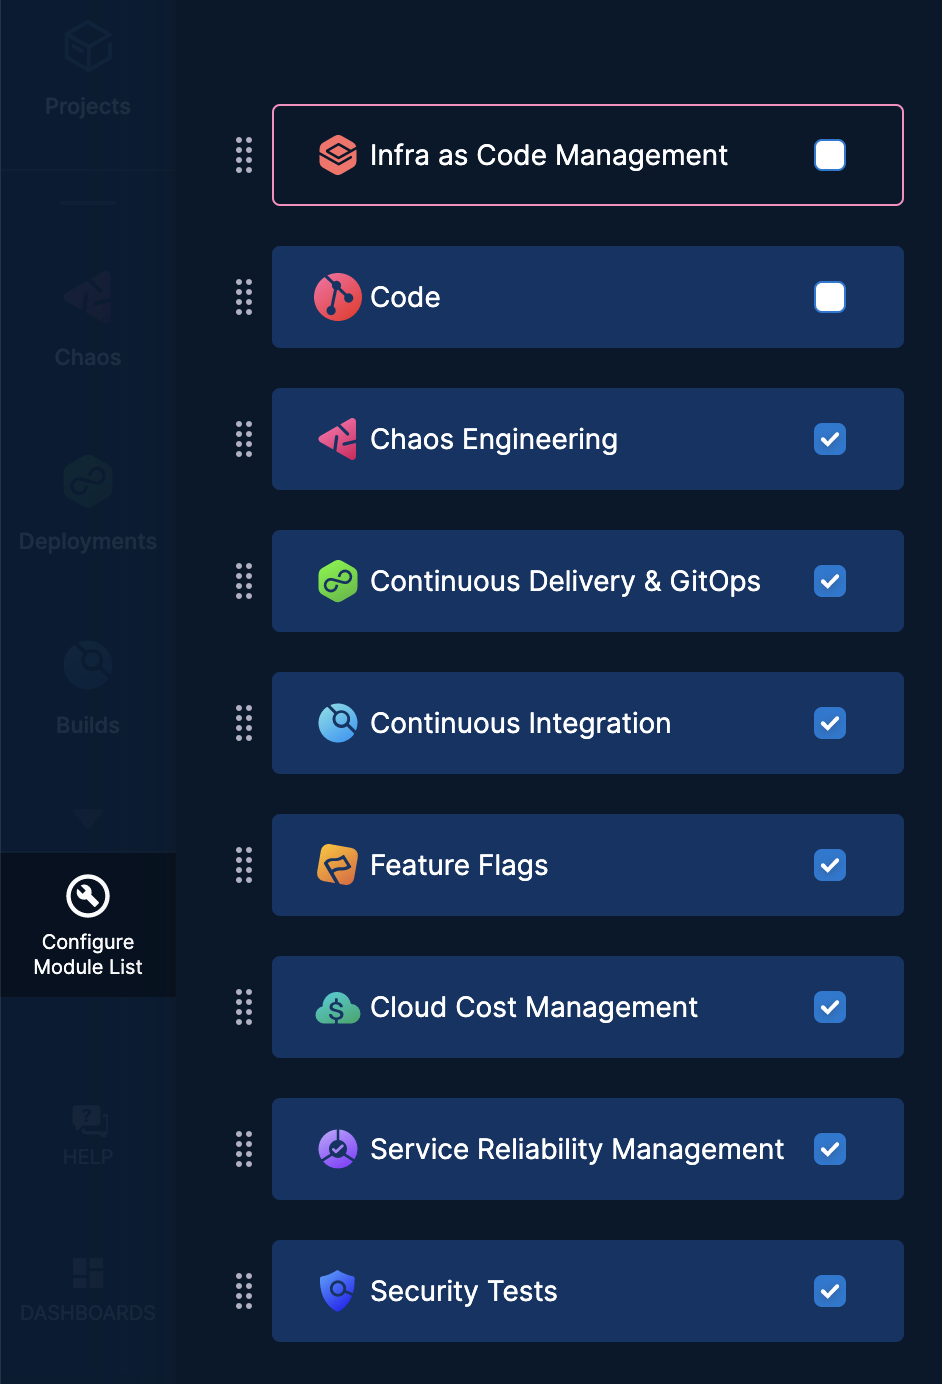 Projects
Chaos
Deployments
Builds
Configure
Module List
HELP
DASHBOARDS
Infra as Code Management
Code
Chaos Engineering
Continuous Delivery & GitOps
Continuous Integration
Feature Flags
Cloud Cost Management
Service Reliability Management
Security Tests